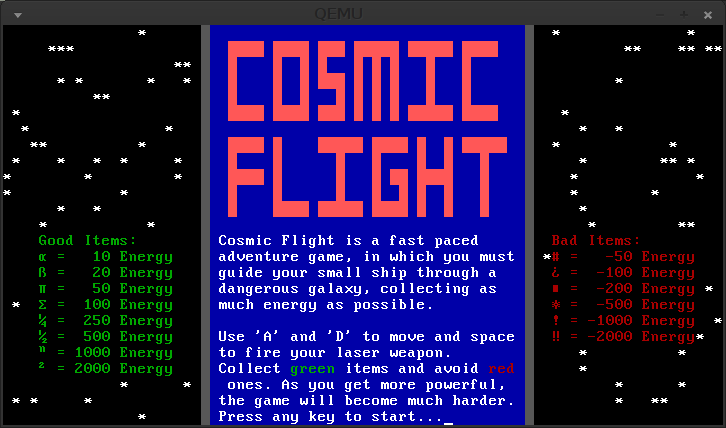 QEMU
COSMIC
FLIGHT
Good Items:
α = 10 Energy
ß = 20 Energy
π = 50 Energy
Σ = 100 Energy
¼ = 250 Energy
½ = 500 Energy
ⁿ = 1000 Energy
² = 2000 Energy
Cosmic Flight is a fast paced
adventure game, in which you must
guide your small ship through a
dangerous galaxy, collecting as
much energy as possible.
Use 'A' and 'D' to move and space
to fire your laser weapon.
Collect green items and avoid red
ones. As you get more powerful,
the game will become much harder.
Press any key to start..._
Bad Items:
# = -50 Energy
¿ = -100 Energy
■ = -200 Energy
* = -500 Energy
! = -1000 Energy
‼ = -2000 Energy